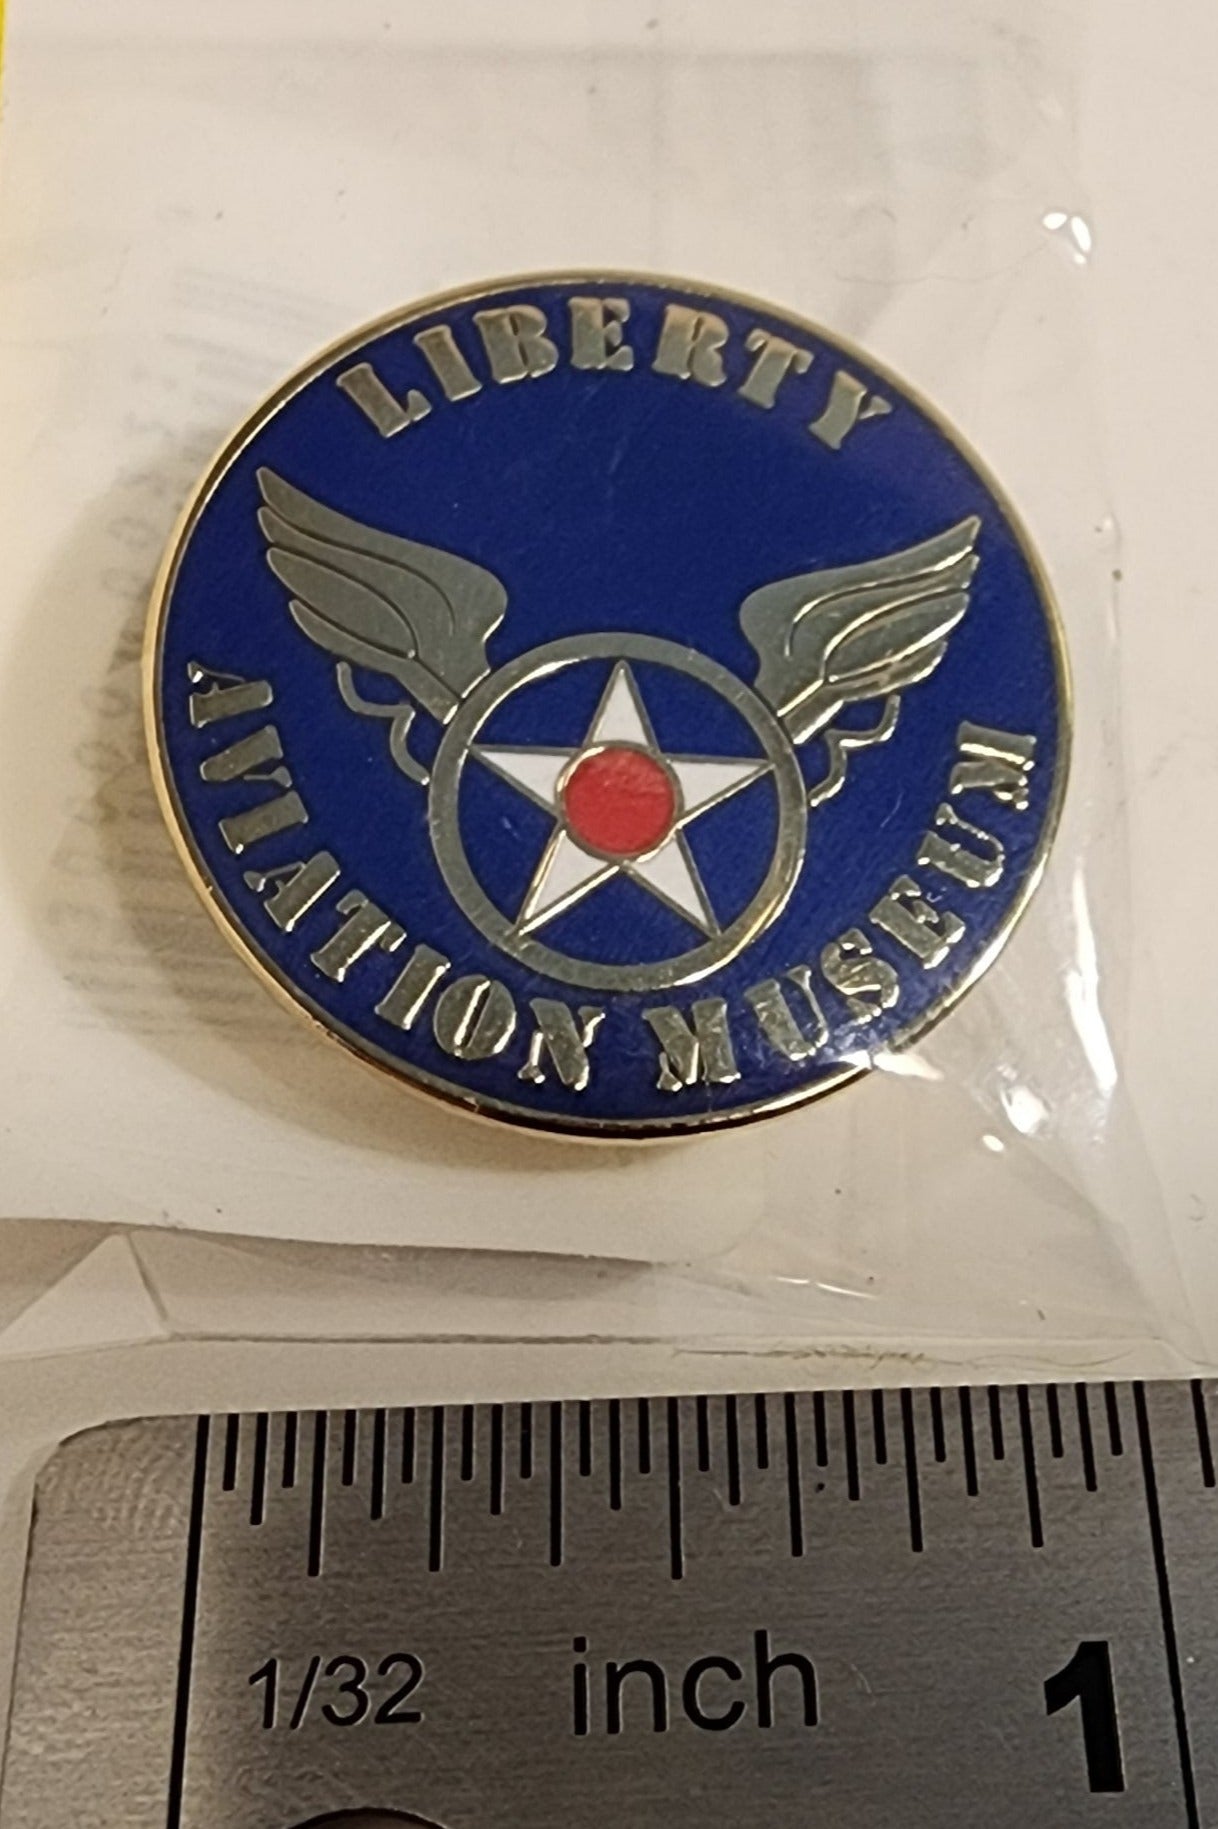 LIBERTY
AVIATION MUSEUM
1/32 inch 1